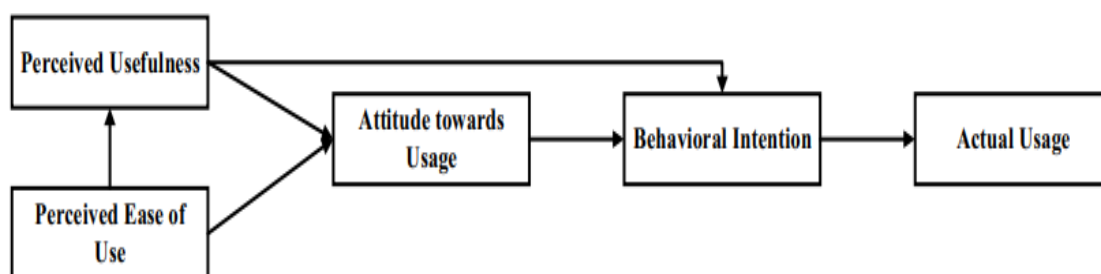 Perceived Usefulness
Attitude towards
Usage
Behavioral Intention
Actual Usage
Perceived Ease of
Use